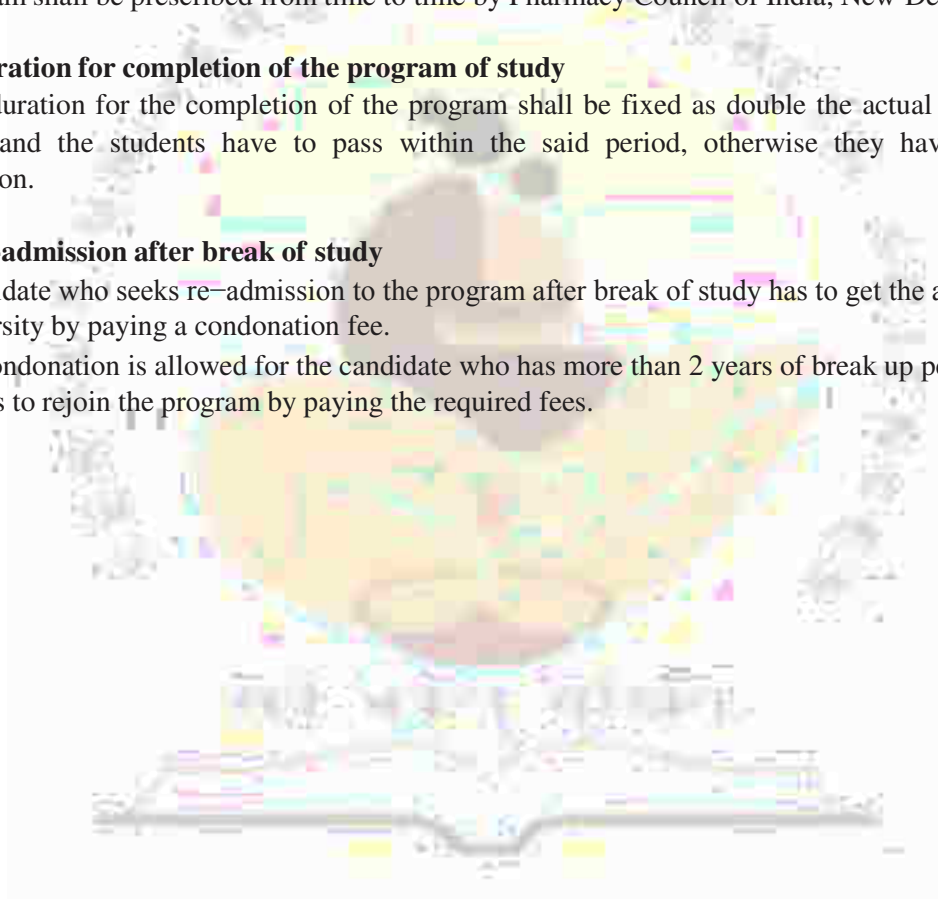 shall be prescribed from time to time by Pharmacy Council of India, New
ration for completion of the program of study
duration for the completion of the program shall be fixed as double the actual
and the students have to pass within the said period, otherwise they hav
on.
-admission after break of study
idate who seeks re−admission to the program after break of study has to get the a
rsity by paying a condonation fee.
ondonation is allowed for the candidate who has more than 2 years of break up pe
s to rejoin the program by paying the required fees.